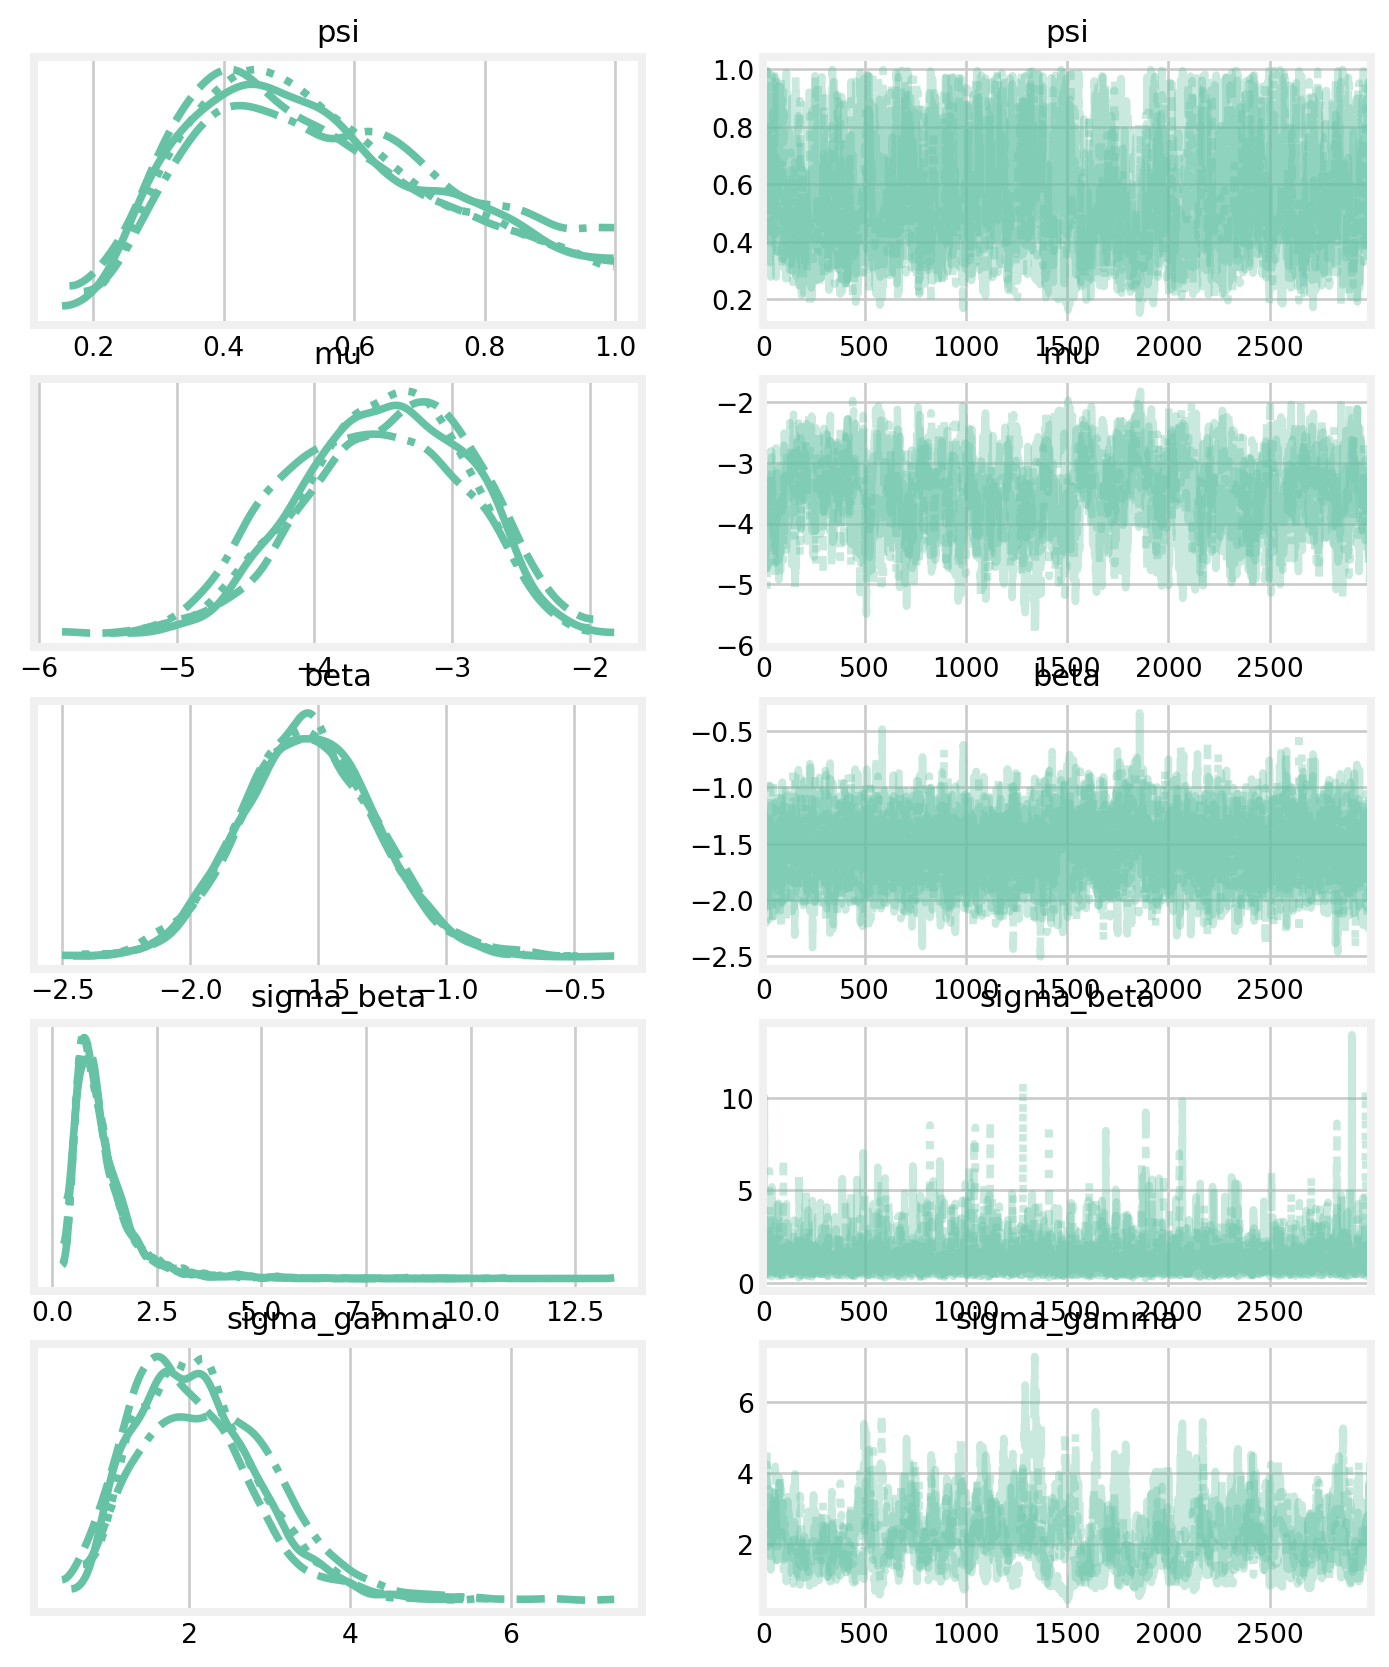 psi psi
1.0
0.8
0.6
0.4
0.2
0.2 0.4 0.6 0.8 1.0 0 500 1000 1500 2000 2500
mu mu
−2
−3
−4
−5
−6
−6 −5 −4 −3 −2 0 500 1000 1500 2000 2500
beta beta
−0.5
−1.0
−1.5
−2.0
−2.5
−2.5 −2.0 −1.5 −1.0 −0.5 0 500 1000 1500 2000 2500
sigma_beta sigma_beta
10
5
0
0.0 2.5 5.0 7.5 10.0 12.5 0 500 1000 1500 2000 2500
sigma_gamma sigma_gamma
6
4
2
2 4 6 0 500 1000 1500 2000 2500